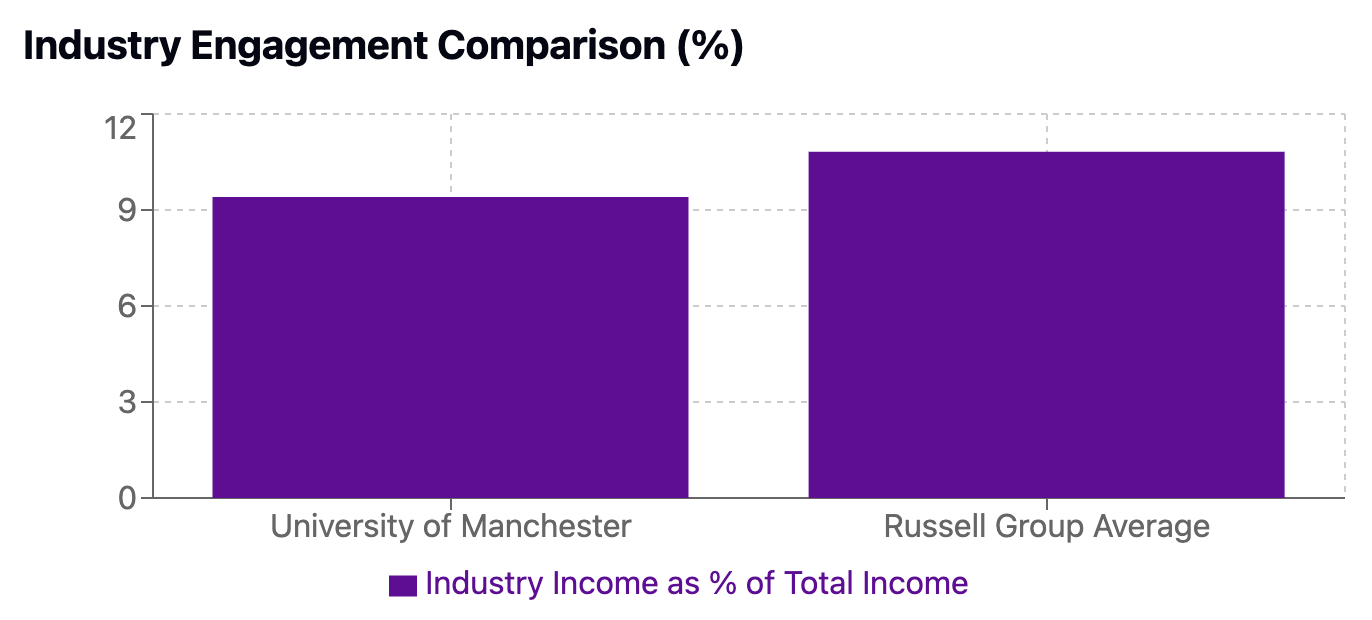 Industry Engagement Comparison (%)
12
9
6
3
0
University of Manchester
Russell Group Average
Industry Income as % of Total Income